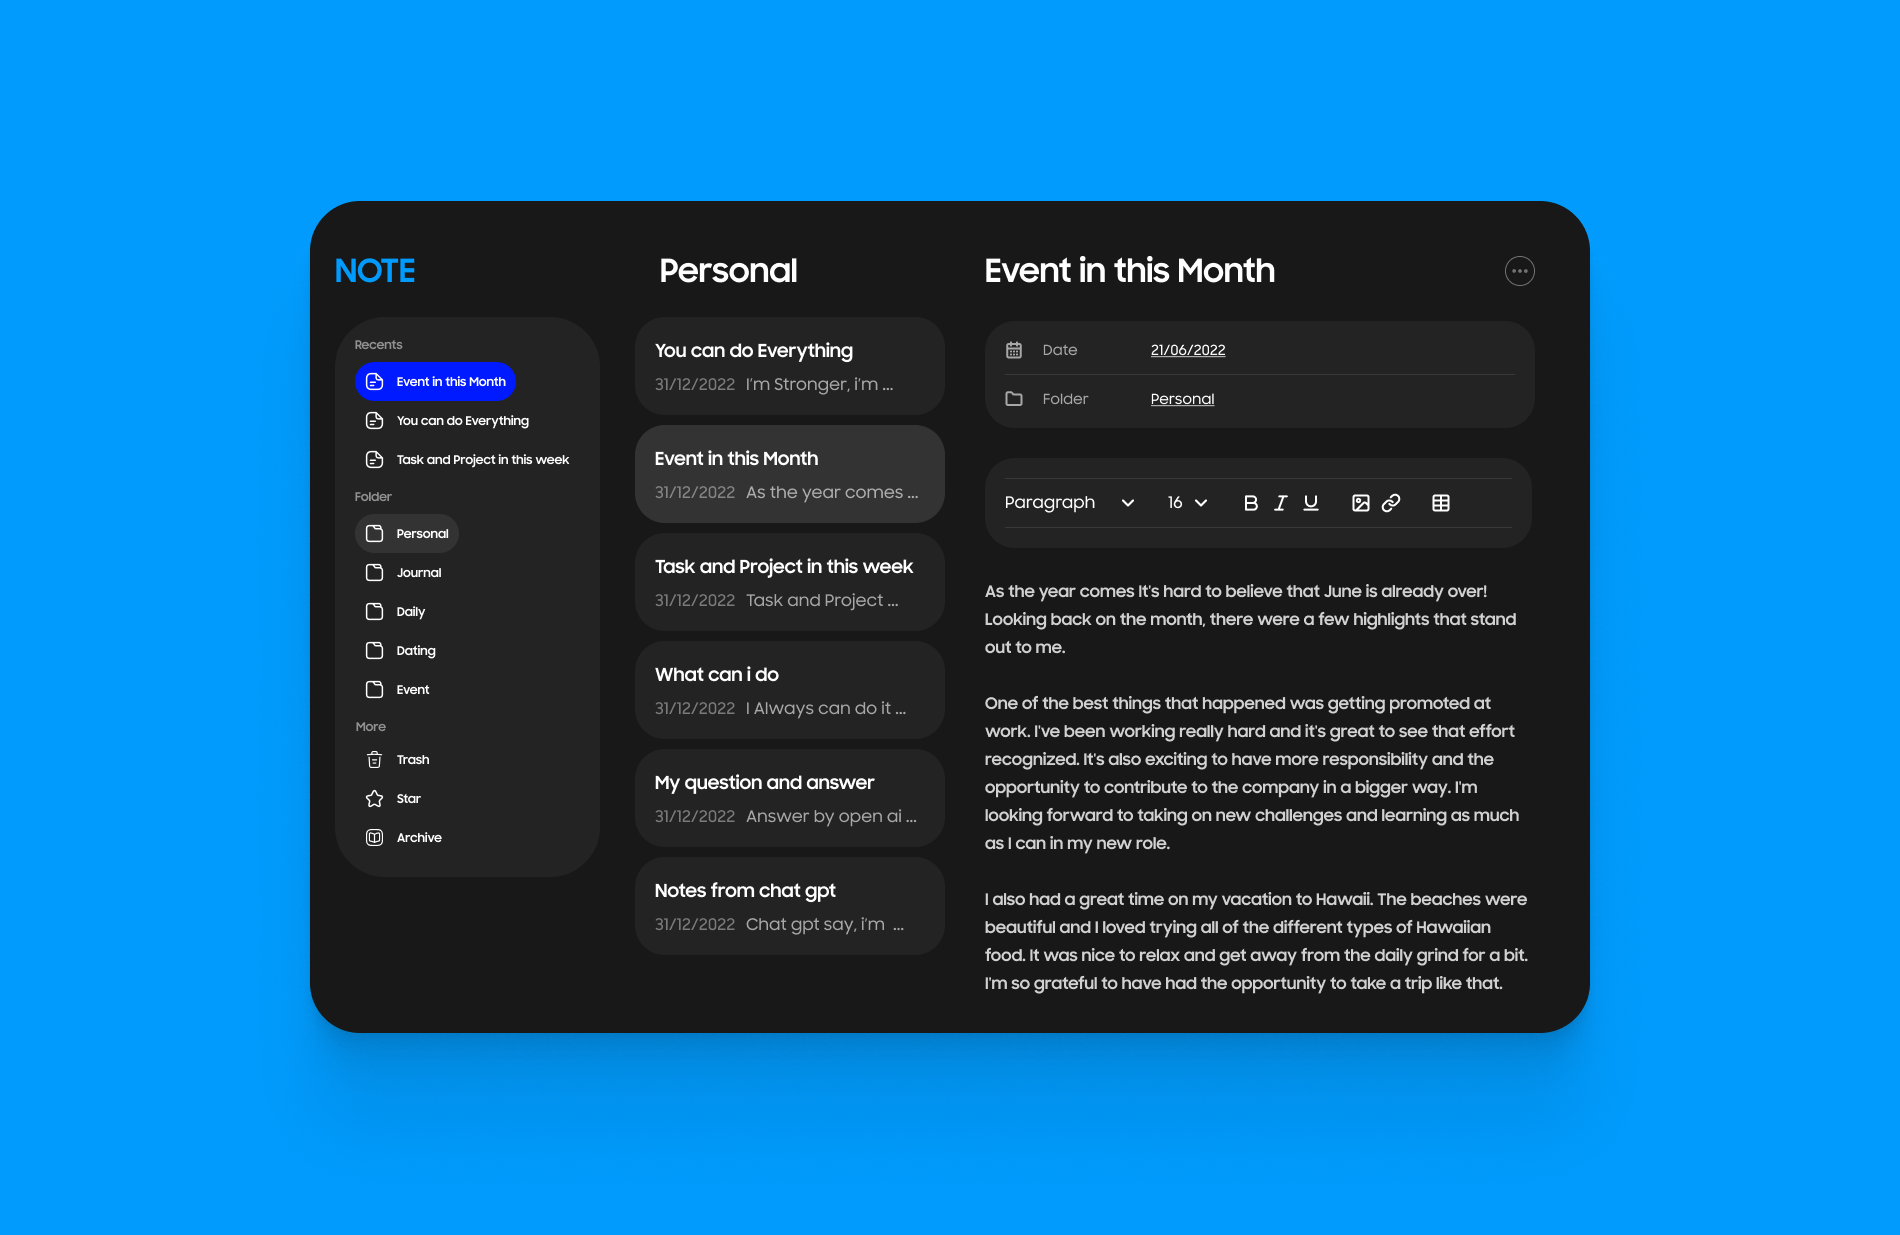 NOTE
Recents
Event in this Month
You can do Everything
Task and Project in this week
Folder
Personal
Journal
Daily
Dating
Event
More
Trash
Star
Archive
Personal
You can do Everything
31/12/2022 I'm Stronger, i'm ...
Event in this Month
31/12/2022 As the year comes ...
Task and Project in this week
31/12/2022 Task and Project ...
What can i do
31/12/2022 I Always can do it ...
My question and answer
31/12/2022 Answer by open ai ...
Notes from chat gpt
31/12/2022 Chat gpt say, i'm ...
Event in this Month
Date 21/06/2022
Folder Personal
Paragraph 16 B I U
As the year comes It's hard to believe that June is already over!
Looking back on the month, there were a few highlights that stand
out to me.
One of the best things that happened was getting promoted at
work. I've been working really hard and it's great to see that effort
recognized. It's also exciting to have more responsibility and the
opportunity to contribute to the company in a bigger way. I'm
looking forward to taking on new challenges and learning as much
as I can in my new role.
I also had a great time on my vacation to Hawaii. The beaches were
beautiful and I loved trying all of the different types of Hawaiian
food. It was nice to relax and get away from the daily grind for a bit.
I'm so grateful to have had the opportunity to take a trip like that.